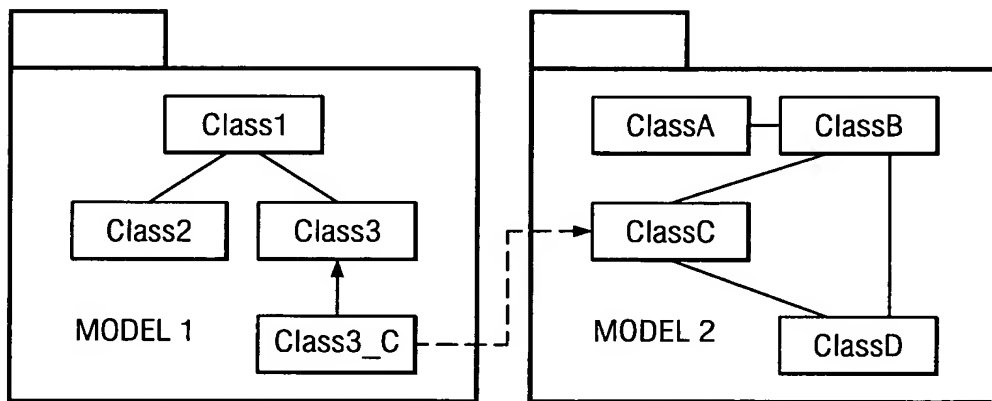 Class1
Class2
Class3
MODEL 1
Class3_C
ClassA
ClassB
ClassC
MODEL 2
ClassD